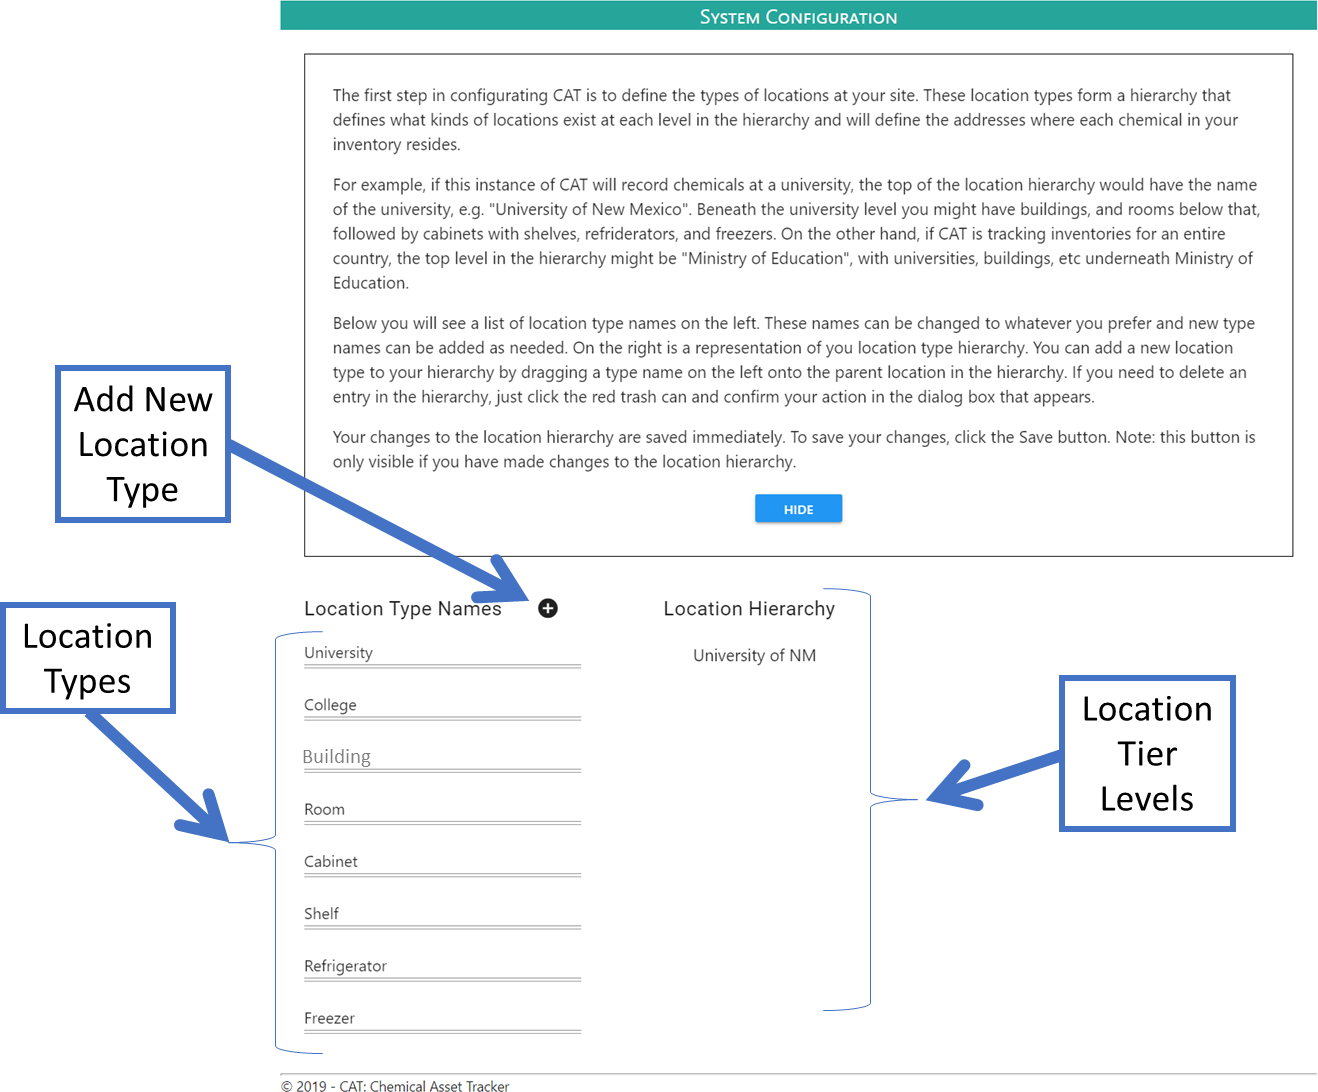 System Configuration
The first step in configurating CAT is to define the types of locations at your site. These location types form a hierarchy that
defines what kinds of locations exist at each level in the hierarchy and will define the addresses where each chemical in your
inventory resides.
For example, if this instance of CAT will record chemicals at a university, the top of the location hierarchy would have the name
of the university, e.g. "University of New Mexico". Beneath the university level you might have buildings, and rooms below that,
followed by cabinets with shelves, refriderators, and freezers. On the other hand, if CAT is tracking inventories for an entire
country, the top level in the hierarchy might be "Ministry of Education", with universities, buildings, etc underneath Ministry of
Education.
Below you will see a list of location type names on the left. These names can be changed to whatever you prefer and new type
names can be added as needed. On the right is a representation of you location type hierarchy. You can add a new location
type to your hierarchy by dragging a type name on the left onto the parent location in the hierarchy. If you need to delete an
entry in the hierarchy, just click the red trash can and confirm your action in the dialog box that appears.
Your changes to the location hierarchy are saved immediately. To save your changes, click the Save button. Note: this button is
only visible if you have made changes to the location hierarchy.
HIDE
Add New
Location
Type
Location
Types
Location Type Names
University
College
Building
Room
Cabinet
Shelf
Refrigerator
Freezer
Location Hierarchy
University of NM
Location
Tier
Levels
© 2019 - CAT: Chemical Asset Tracker